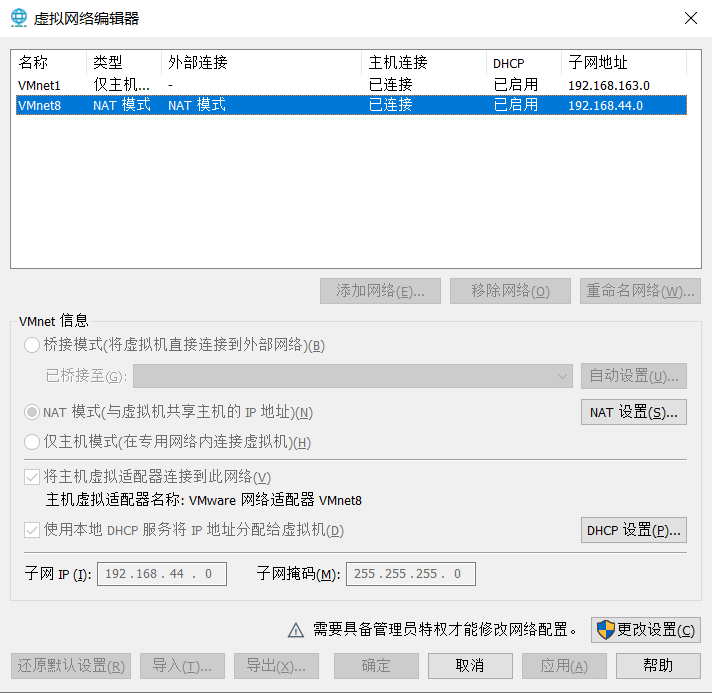 虚拟网络编辑器
名称 类型 外部连接 主机连接 DHCP 子网地址
VMnet1 仅主机... - 已连接 已启用 192.168.163.0
VMnet8 NAT 模式 NAT 模式 已连接 已启用 192.168.44.0
添加网络(E)... 移除网络(O) 重命名网络(W)...
VMnet 信息
桥接模式(将虚拟机直接连接到外部网络)(B)
已桥接至(G): 自动设置(U)...
NAT 模式(与虚拟机共享主机的 IP 地址)(N) NAT 设置(S)...
仅主机模式(在专用网络内连接虚拟机)(H)
将主机虚拟适配器连接到此网络(V)
主机虚拟适配器名称: VMware 网络适配器 VMnet8
使用本地 DHCP 服务将 IP 地址分配给虚拟机(D) DHCP 设置(P)...
子网 IP (I): 192 . 168 . 44 . 0 子网掩码(M): 255 . 255 . 255 . 0
需要具备管理员特权才能修改网络配置。 更改设置(C)
还原默认设置(R) 导入(T)... 导出(X)... 确定 取消 应用(A) 帮助